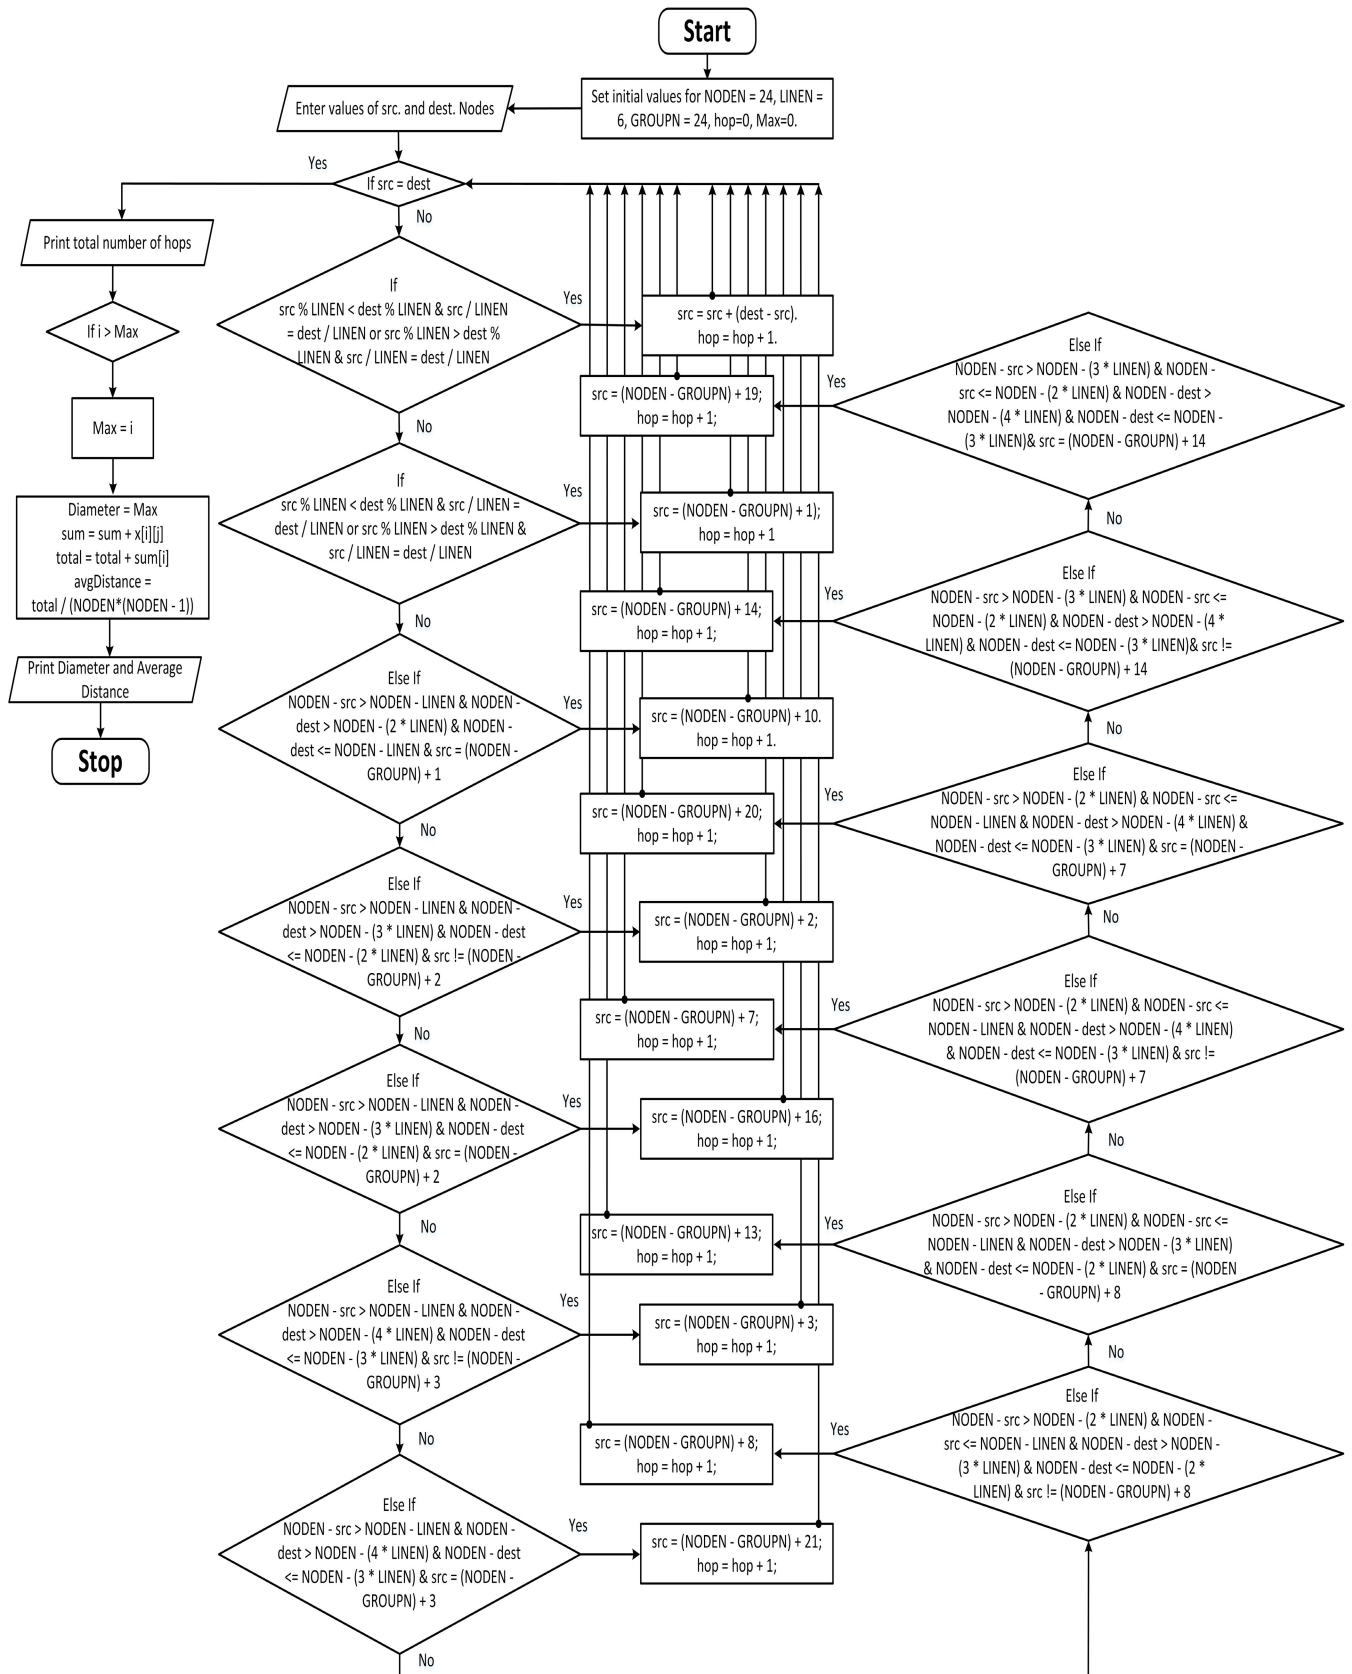 Start
Set initial values for NODEN = 24, LINEN =
6, GROUPN = 24, hop=0, Max=0.
Enter values of src. and dest. Nodes
If src = dest
Yes
No
Print total number of hops
If i > Max
Max = i
Diameter = Max
sum = sum + x[i][j]
total = total + sum[i]
avgDistance =
total / (NODEN*(NODEN - 1))
Print Diameter and Average
Distance
Stop
If
src % LINEN < dest % LINEN & src / LINEN
= dest / LINEN or src % LINEN > dest %
LINEN & src / LINEN = dest / LINEN
Yes
No
src = src + (dest - src).
hop = hop + 1.
If
src % LINEN < dest % LINEN & src / LINEN =
dest / LINEN or src % LINEN > dest % LINEN &
src / LINEN = dest / LINEN
Yes
No
src = (NODEN - GROUPN) + 1);
hop = hop + 1
Else If
NODEN - src > NODEN - LINEN & NODEN -
dest > NODEN - (2 * LINEN) & NODEN -
dest <= NODEN - LINEN & src = (NODEN -
GROUPN) + 1
Yes
No
src = (NODEN - GROUPN) + 10.
hop = hop + 1.
Else If
NODEN - src > NODEN - LINEN & NODEN -
dest > NODEN - (3 * LINEN) & NODEN - dest
<= NODEN - (2 * LINEN) & src != (NODEN -
GROUPN) + 2
Yes
No
src = (NODEN - GROUPN) + 2;
hop = hop + 1;
Else If
NODEN - src > NODEN - LINEN & NODEN -
dest > NODEN - (3 * LINEN) & NODEN - dest
<= NODEN - (2 * LINEN) & src = (NODEN -
GROUPN) + 2
Yes
No
src = (NODEN - GROUPN) + 16;
hop = hop + 1;
Else If
NODEN - src > NODEN - LINEN & NODEN -
dest > NODEN - (4 * LINEN) & NODEN - dest
<= NODEN - (3 * LINEN) & src != (NODEN -
GROUPN) + 3
Yes
No
src = (NODEN - GROUPN) + 3;
hop = hop + 1;
Else If
NODEN - src > NODEN - LINEN & NODEN -
dest > NODEN - (4 * LINEN) & NODEN - dest
<= NODEN - (3 * LINEN) & src = (NODEN -
GROUPN) + 3
Yes
No
src = (NODEN - GROUPN) + 21;
hop = hop + 1;
Else If
NODEN - src > NODEN - (2 * LINEN) & NODEN -
src <= NODEN - LINEN & NODEN - dest > NODEN -
(3 * LINEN) & NODEN - dest <= NODEN - (2 *
LINEN) & src != (NODEN - GROUPN) + 8
Yes
No
src = (NODEN - GROUPN) + 8;
hop = hop + 1;
Else If
NODEN - src > NODEN - (2 * LINEN) & NODEN - src <=
NODEN - LINEN & NODEN - dest > NODEN - (3 * LINEN)
& NODEN - dest <= NODEN - (2 * LINEN) & src = (NODEN
- GROUPN) + 8
Yes
No
src = (NODEN - GROUPN) + 13;
hop = hop + 1;
Else If
NODEN - src > NODEN - (2 * LINEN) & NODEN - src <=
NODEN - LINEN & NODEN - dest > NODEN - (4 * LINEN)
& NODEN - dest <= NODEN - (3 * LINEN) & src !=
(NODEN - GROUPN) + 7
Yes
No
src = (NODEN - GROUPN) + 7;
hop = hop + 1;
Else If
NODEN - src > NODEN - (2 * LINEN) & NODEN - src <=
NODEN - LINEN & NODEN - dest > NODEN - (4 * LINEN) &
NODEN - dest <= NODEN - (3 * LINEN) & src = (NODEN -
GROUPN) + 7
Yes
No
src = (NODEN - GROUPN) + 20;
hop = hop + 1;
Else If
NODEN - src > NODEN - (3 * LINEN) & NODEN - src <=
NODEN - (2 * LINEN) & NODEN - dest > NODEN - (4 *
LINEN) & NODEN - dest <= NODEN - (3 * LINEN)& src !=
(NODEN - GROUPN) + 14
Yes
No
src = (NODEN - GROUPN) + 14;
hop = hop + 1;
Else If
NODEN - src > NODEN - (3 * LINEN) & NODEN -
src <= NODEN - (2 * LINEN) & NODEN - dest >
NODEN - (4 * LINEN) & NODEN - dest <= NODEN -
(3 * LINEN)& src = (NODEN - GROUPN) + 14
Yes
src = (NODEN - GROUPN) + 19;
hop = hop + 1;